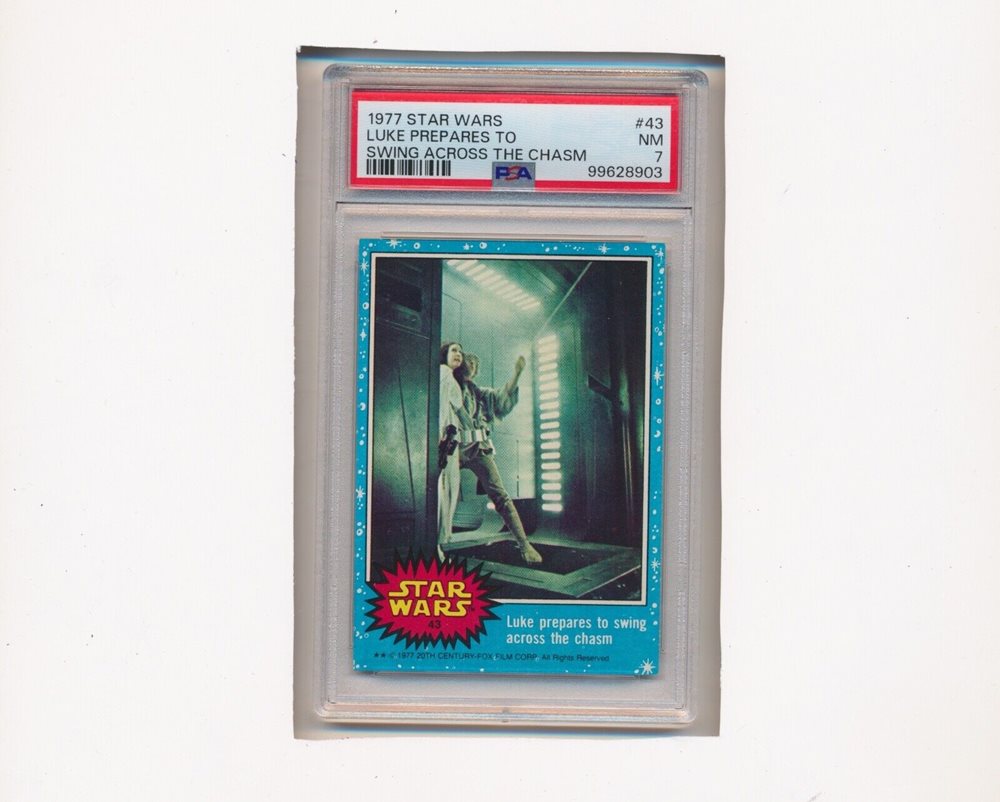 1977 STAR WARS #43
LUKE PREPARES TO NM
SWING ACROSS THE CHASM 7
PSA 99628903
STAR
WARS™
43
Luke prepares to swing
across the chasm
★★ © 1977 20TH CENTURY-FOX FILM CORP. All Rights Reserved